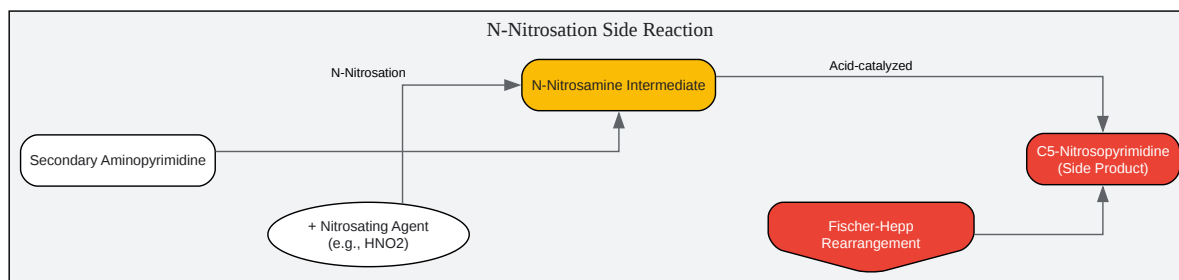 N-Nitrosation Side Reaction
N-Nitrosation
Acid-catalyzed
N-Nitrosamine Intermediate
Secondary Aminopyrimidine
C5-Nitrosopyrimidine
(Side Product)
+ Nitrosating Agent
(e.g., HNO2)
Fischer-Hepp
Rearrangement